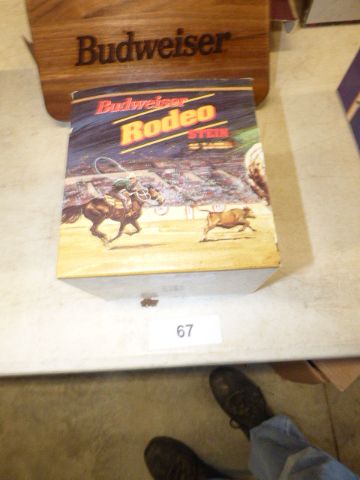 Budweiser
Budweiser
Rodeo
STEIN
67